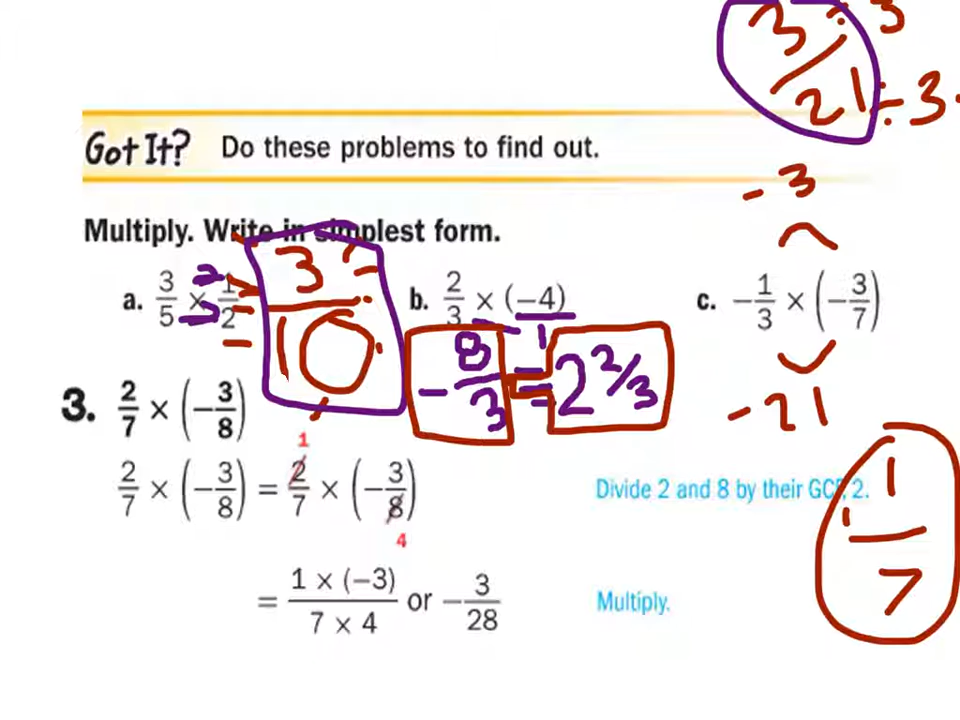 3 ÷ 3
/
21 ÷ 3
Got It? Do these problems to find out.
- 3
Multiply. Write in simplest form.
a. 3/5 × 1/2 = 3/10
b. 2/3 × (−4)
- 8/3 = 2 2/3
c. −1/3 × (−3/7)
- 21
3. 2/7 × (−3/8)
2/7 × (−3/8) = 2/7 × (−3/8)
1
4
Divide 2 and 8 by their GCF, 2.
1/7
= 1 × (−3) / 7 × 4 or −3/28
Multiply.